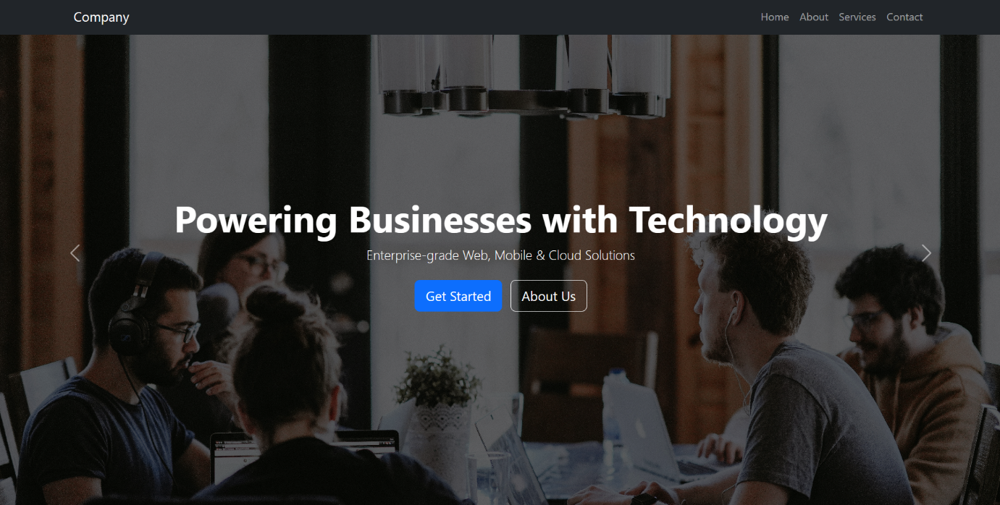 Company
Home About Services Contact
Powering Businesses with Technology
Enterprise-grade Web, Mobile & Cloud Solutions
Get Started About Us